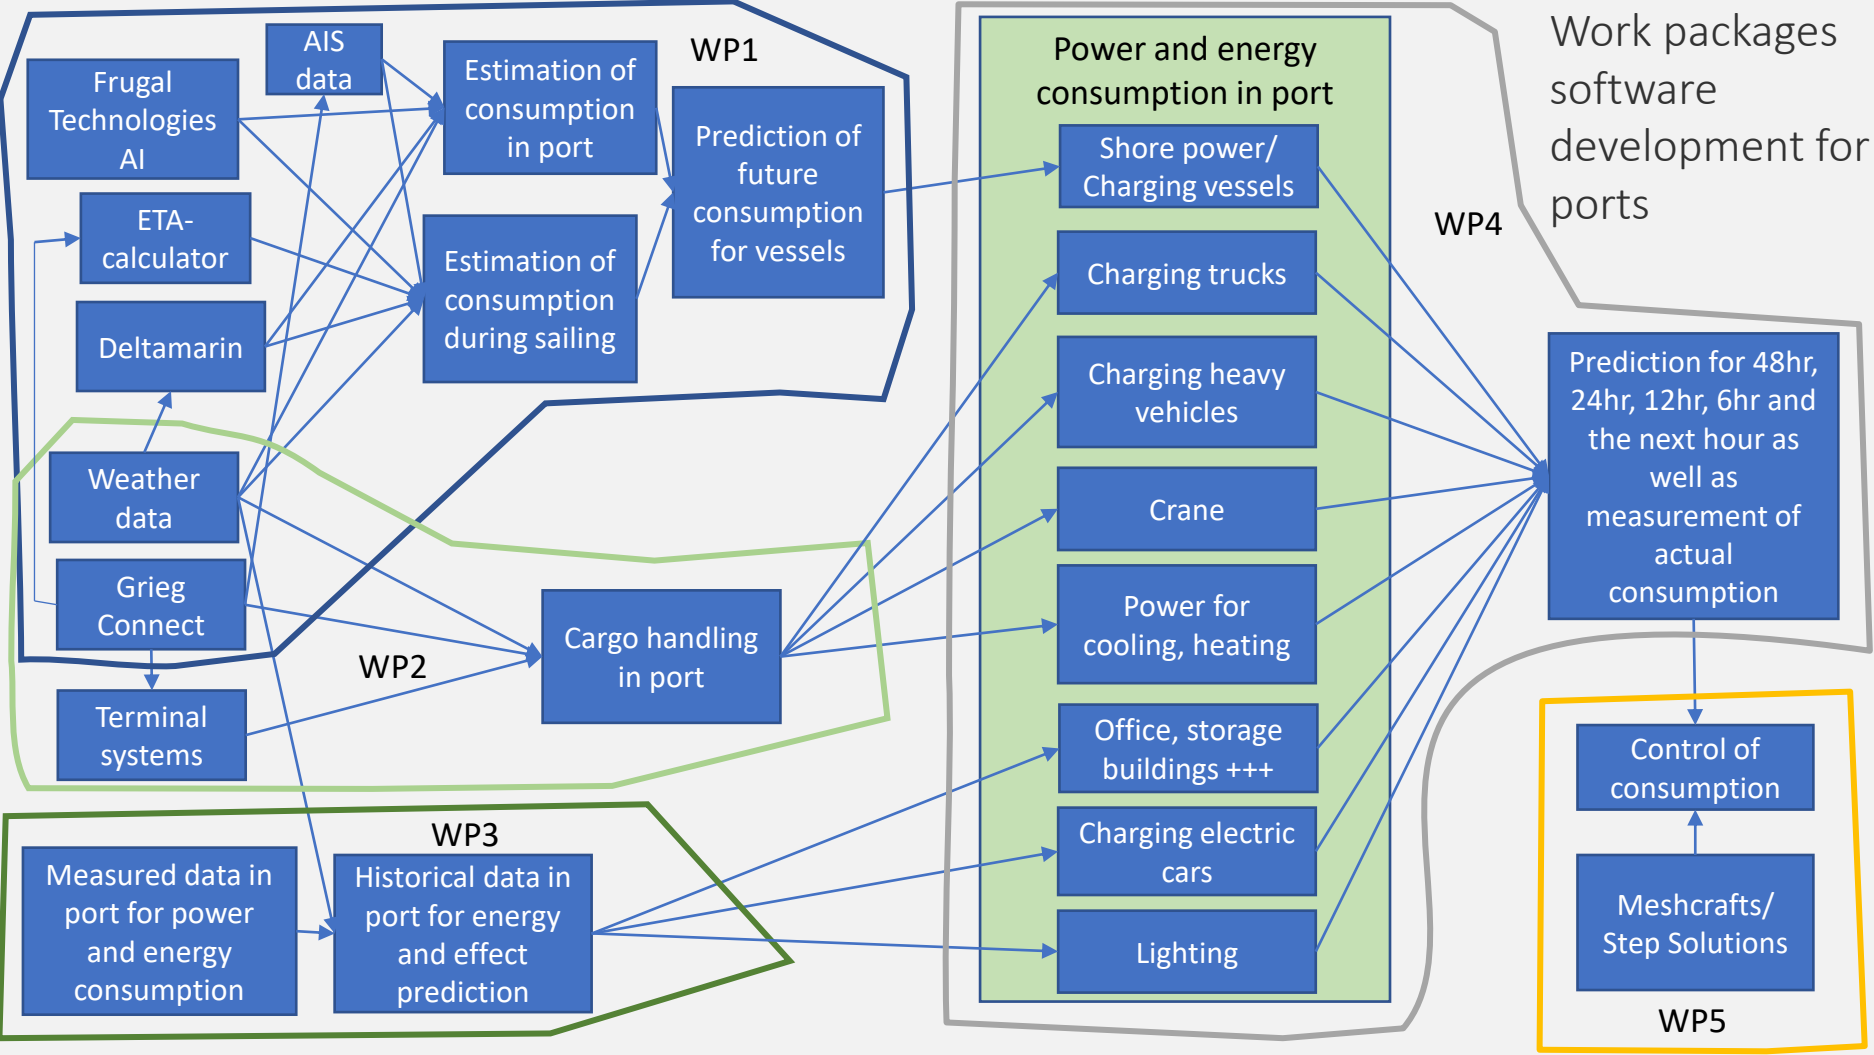 Work packages
software
development for
ports
WP1
AIS
data
Frugal
Technologies
AI
ETA-
calculator
Deltamarin
Estimation of
consumption
in port
Estimation of
consumption
during sailing
Prediction of
future
consumption
for vessels
Weather
data
Grieg
Connect
Terminal
systems
WP2
Cargo handling
in port
WP3
Measured data in
port for power
and energy
consumption
Historical data in
port for energy
and effect
prediction
Power and energy
consumption in port
Shore power/
Charging vessels
Charging trucks
Charging heavy
vehicles
Crane
Power for
cooling, heating
Office, storage
buildings +++
Charging electric
cars
Lighting
WP4
Prediction for 48hr,
24hr, 12hr, 6hr and
the next hour as
well as
measurement of
actual
consumption
Control of
consumption
Meshcrafts/
Step Solutions
WP5